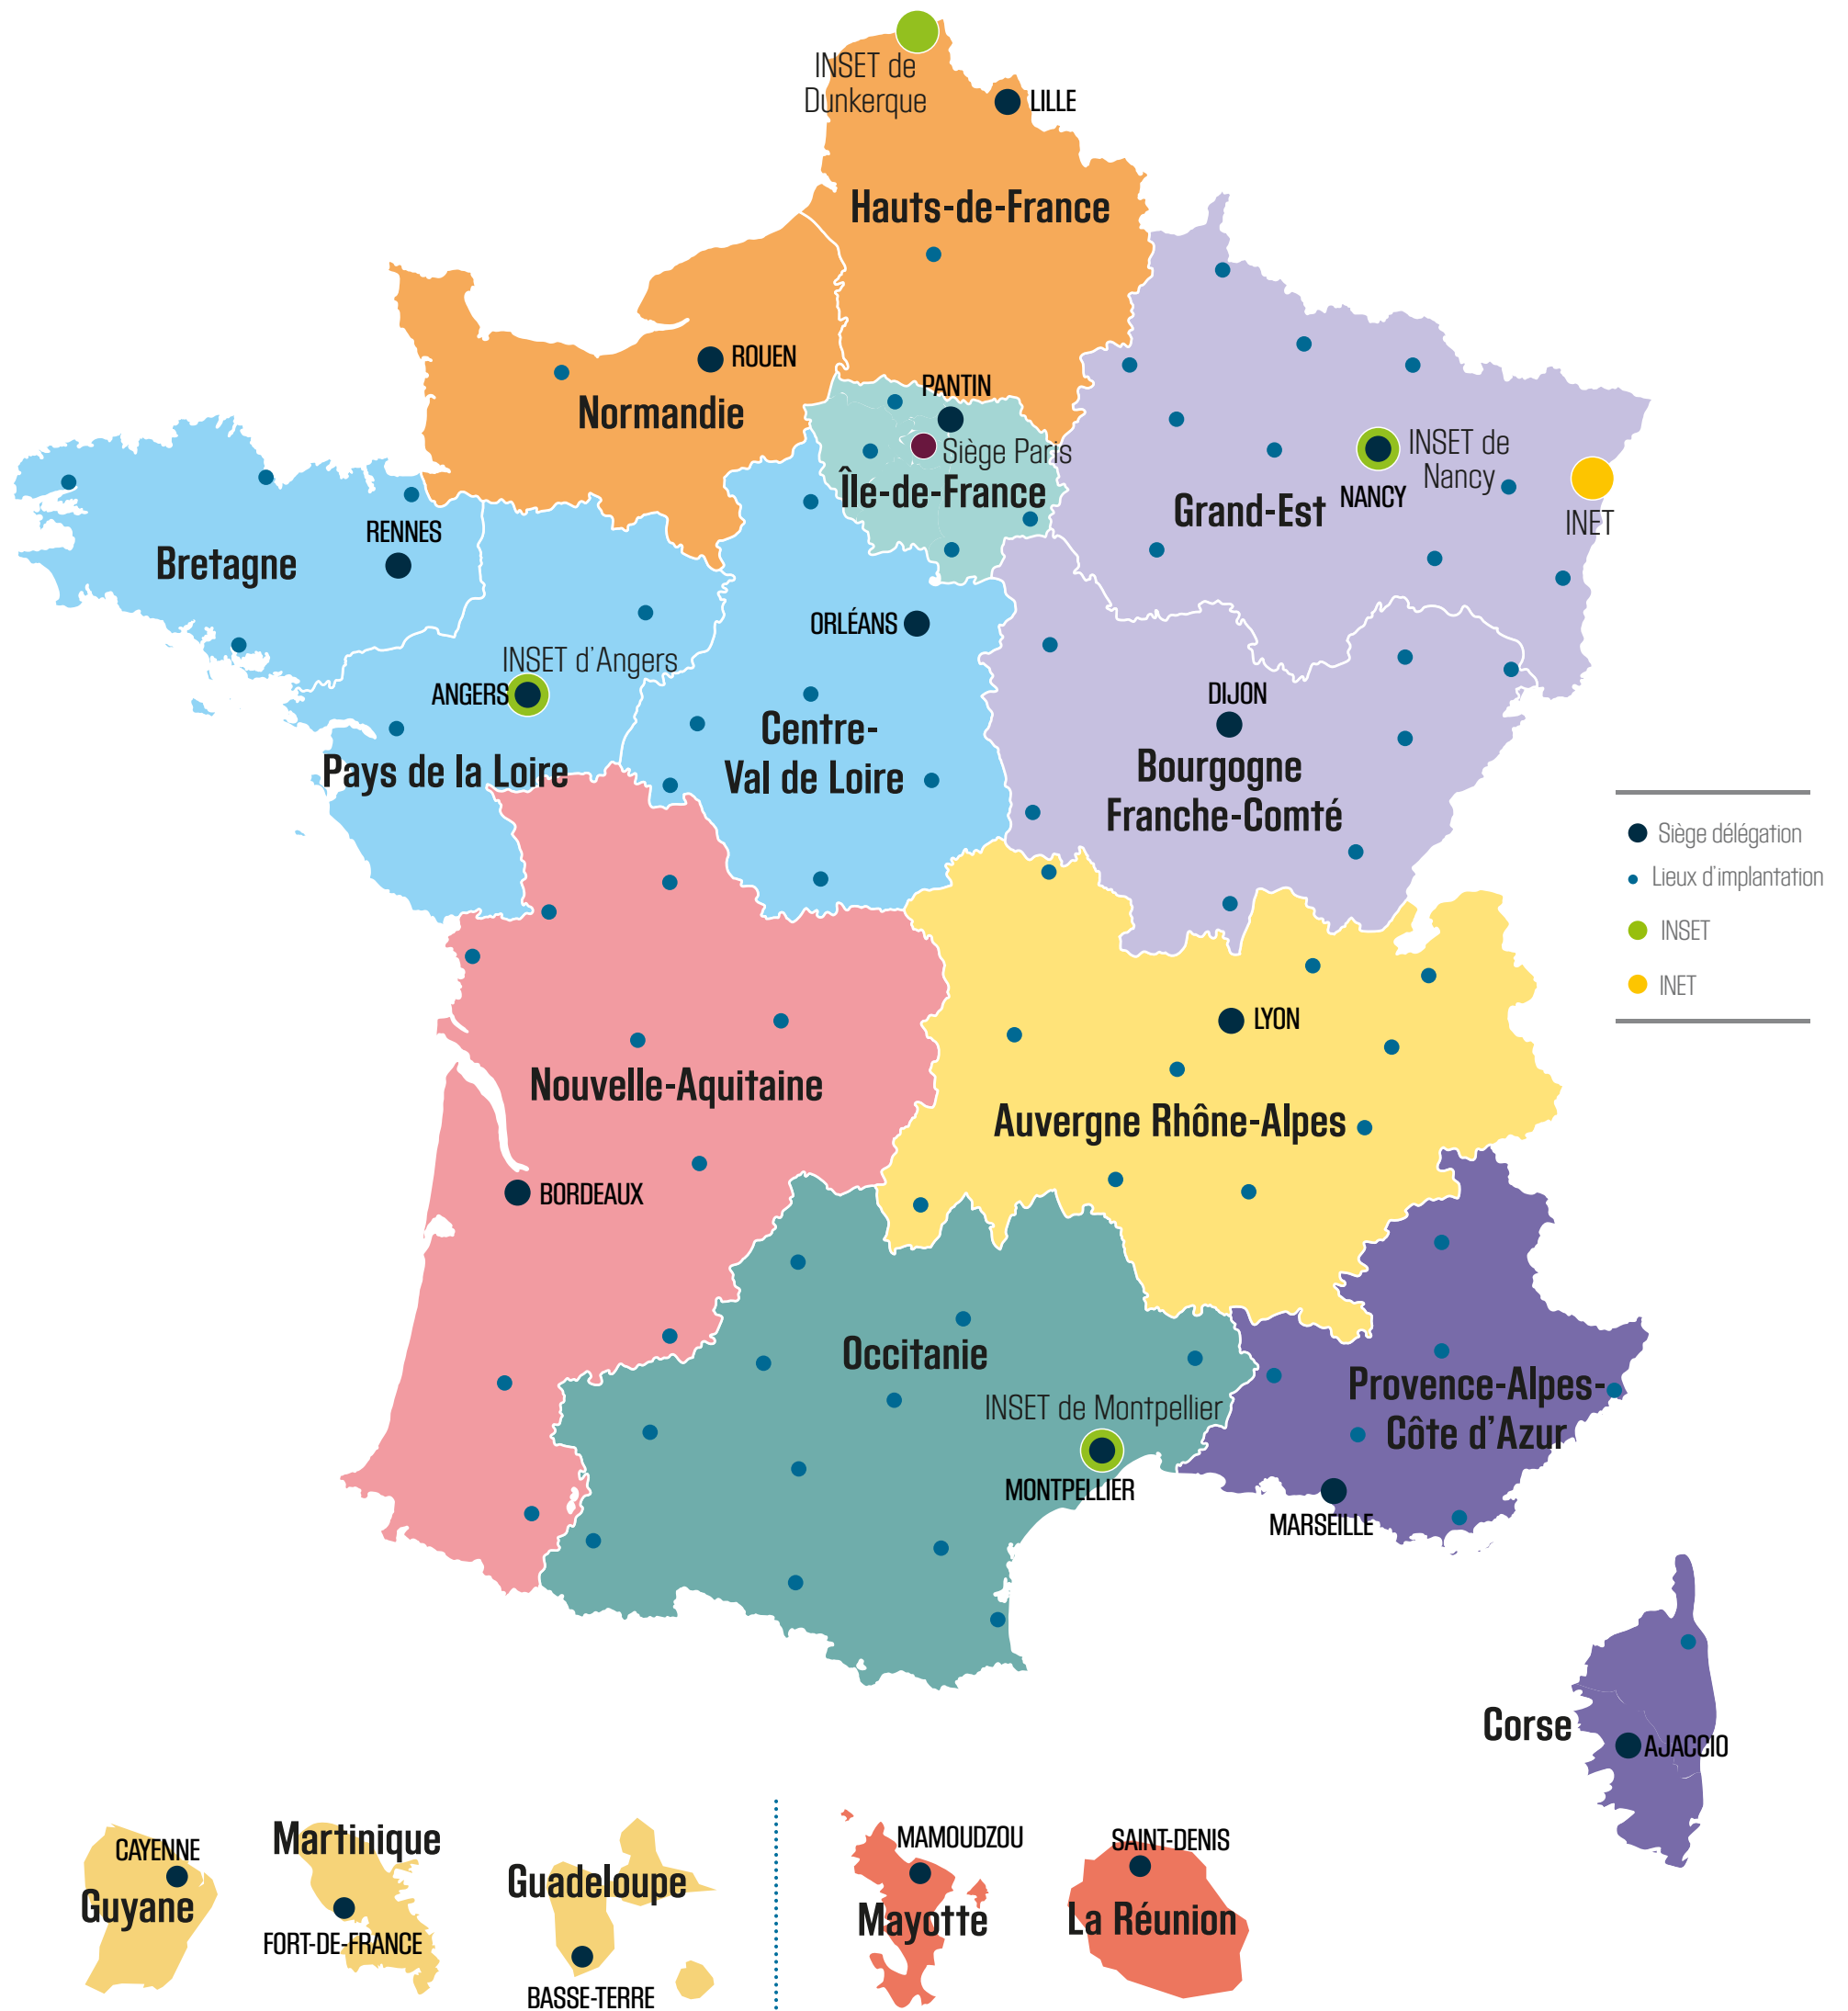 INSET de
Dunkerque
LILLE
Hauts-de-France
ROUEN
Normandie
PANTIN
Siège Paris
Île-de-France
INSET de
Nancy
NANCY
Grand-Est
INET
RENNES
Bretagne
ORLÉANS
INSET d'Angers
ANGERS
Pays de la Loire
Centre-
Val de Loire
DIJON
Bourgogne
Franche-Comté
Siège délégation
Lieux d'implantation
INSET
INET
LYON
Nouvelle-Aquitaine
Auvergne Rhône-Alpes
BORDEAUX
Occitanie
INSET de Montpellier
MONTPELLIER
Provence-Alpes-
Côte d'Azur
MARSEILLE
Corse
AJACCIO
CAYENNE
Guyane
Martinique
FORT-DE-FRANCE
Guadeloupe
BASSE-TERRE
MAMOUDZOU
Mayotte
SAINT-DENIS
La Réunion